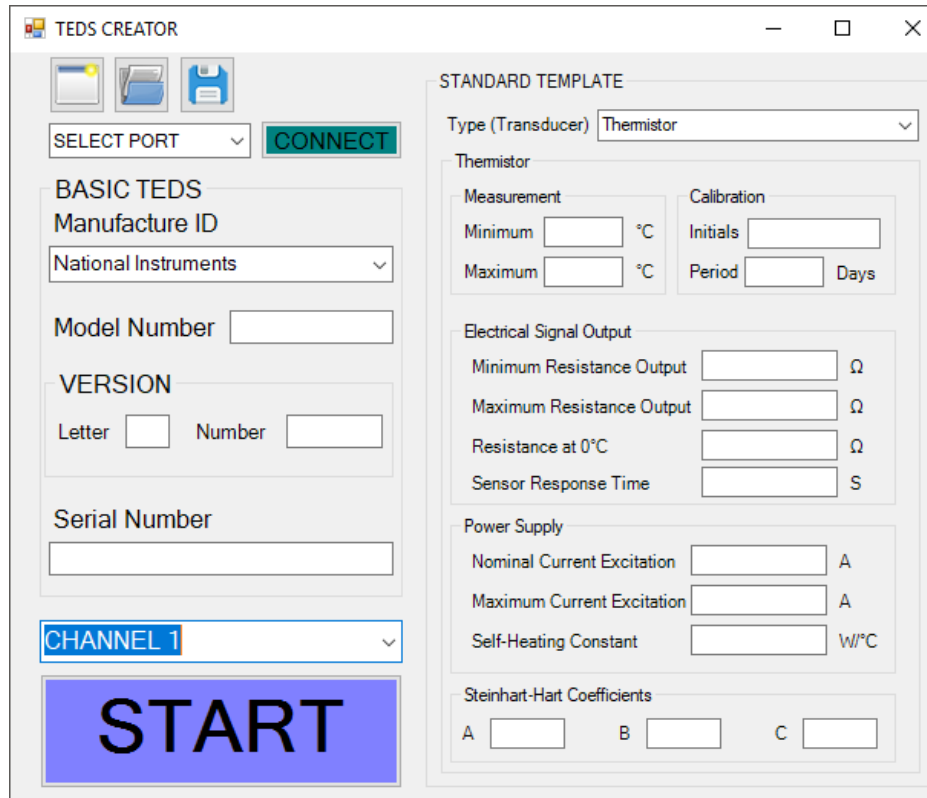 TEDS CREATOR
SELECT PORT
CONNECT
BASIC TEDS
Manufacture ID
National Instruments
Model Number
VERSION
Letter
Number
Serial Number
CHANNEL 1
START
STANDARD TEMPLATE
Type (Transducer) Thermistor
Thermistor
Measurement
Minimum °C
Maximum °C
Calibration
Initials
Period Days
Electrical Signal Output
Minimum Resistance Output Ω
Maximum Resistance Output Ω
Resistance at 0°C Ω
Sensor Response Time S
Power Supply
Nominal Current Excitation A
Maximum Current Excitation A
Self-Heating Constant W/°C
Steinhart-Hart Coefficients
A B C